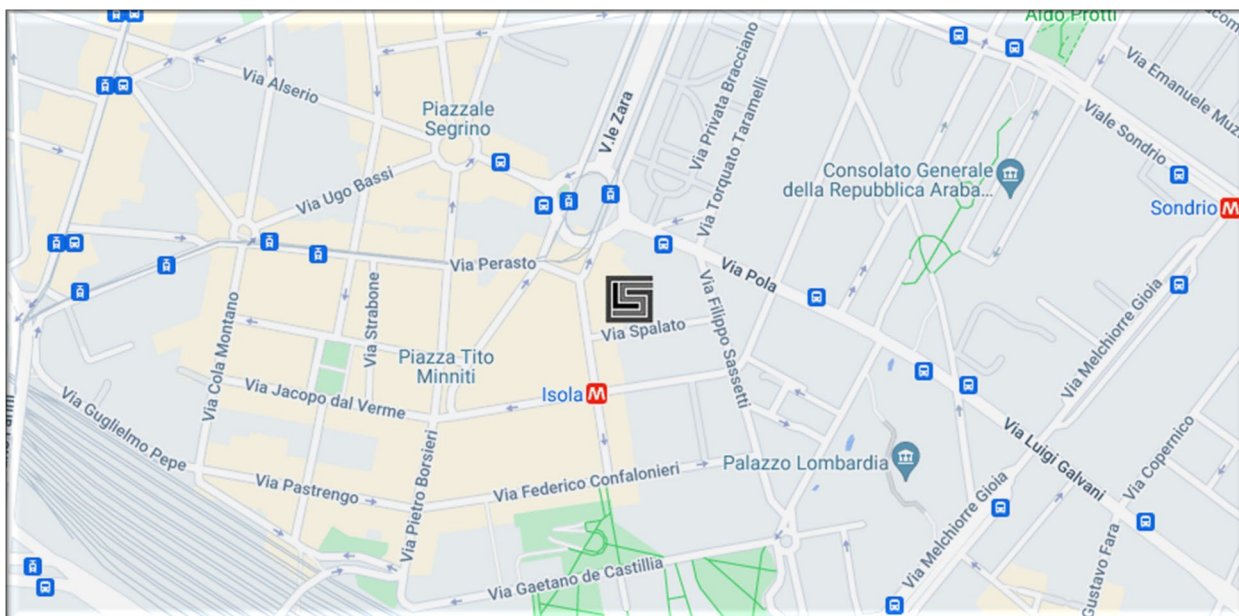 Aldo Protti
Via Emanuele Muz
Via Alserio
Piazzale
Segrino
V.le Zara
Via Privata Bracciano
Via Torquato Taramelli
Viale Sondrio
Consolato Generale
della Repubblica Araba...
Sondrio M
Via Ugo Bassi
Via Perasto
Via Pola
Via Strabone
Via Cola Montano
Via Spalato
Via Filippo Sassetti
Via Melchiorre Gioia
Piazza Tito
Minniti
Via Jacopo dal Verme
Isola M
Via Guglielmo Pepe
Via Pietro Borsieri
Via Pastrengo
Via Federico Confalonieri
Palazzo Lombardia
Via Luigi Galvani
Via Copernico
Via Melchiorre Gioia
Gustavo Fara
Via Gaetano de Castillia